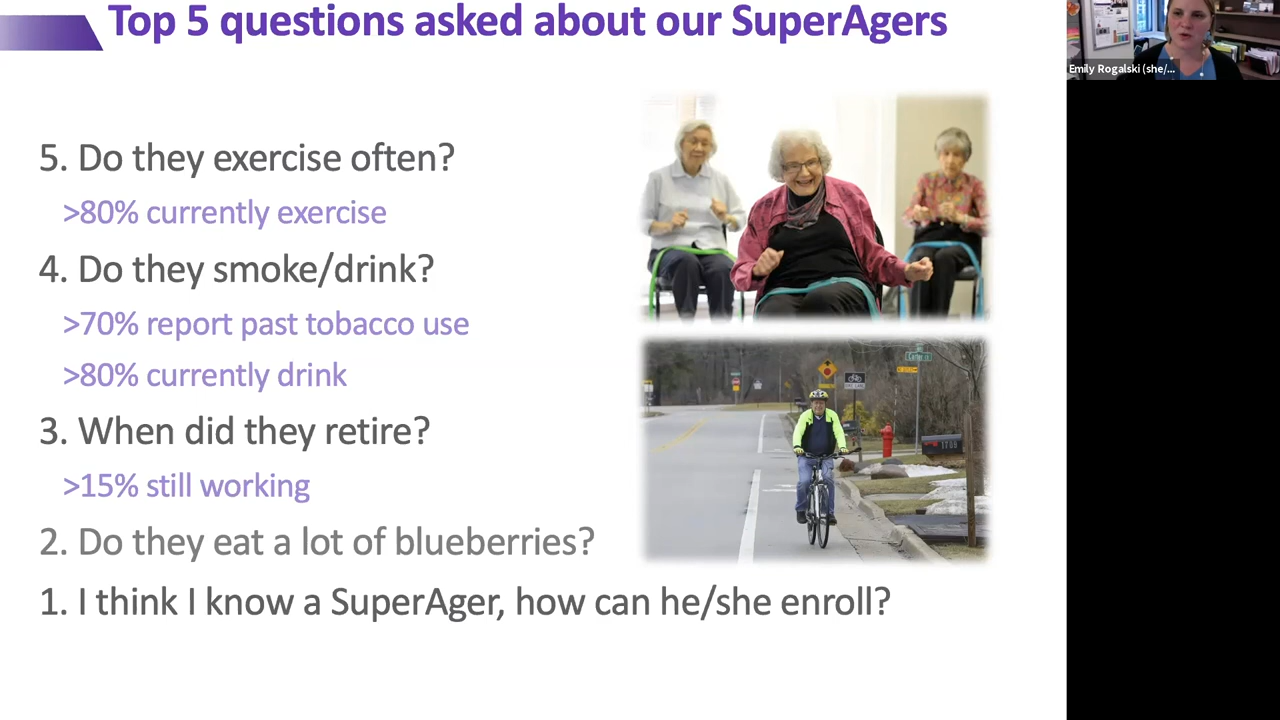 Top 5 questions asked about our SuperAgers
Emily Rogalski (she/...
5. Do they exercise often?
>80% currently exercise
4. Do they smoke/drink?
>70% report past tobacco use
>80% currently drink
3. When did they retire?
>15% still working
2. Do they eat a lot of blueberries?
1. I think I know a SuperAger, how can he/she enroll?